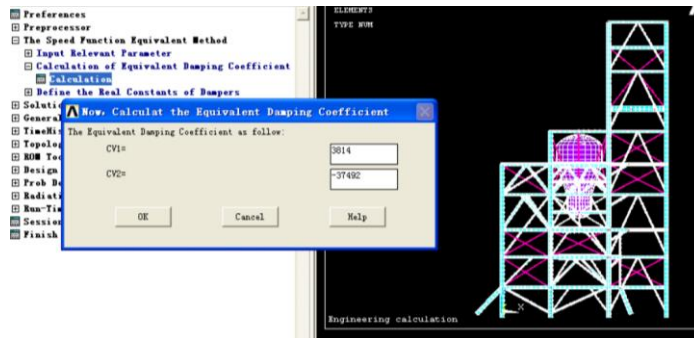 Preferences
Preprocessor
The Speed Function Equivalent Method
Input Relevant Parameter
Calculation of Equivalent Damping Coefficient
Calculation
Define the Real Constants of Dampers
Soluti
General
TimeHis
Topolog
ROM Too
Design
Prob De
Radiati
Run-Tim
Session
Finish
Now, Calculat the Equivalent Damping Coefficient
The Equivalent Damping Coefficient as follow:
CV1=
3814
CV2=
-37492
OK Cancel Help
ELEMENTS
TYPE NUM
X
Engineering calculation